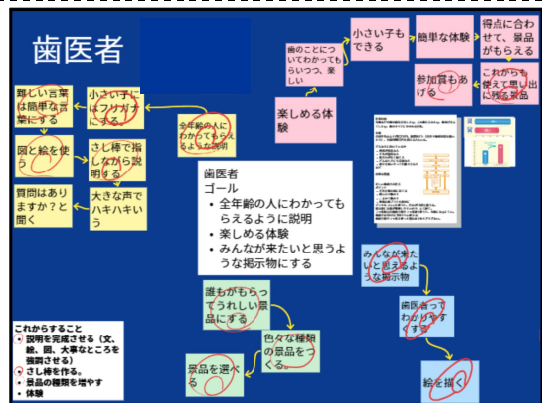 歯医者
小さい子も
できる
簡単な体験
得点に合わ
せて、景品
がもらえる
歯のことにつ
いてわかっても
らいつつ、楽
しい
参加賞もあ
げる
これからも
使えて思い出
に残る景品
楽しめる体
験
難しい言葉
は簡単な言
葉にする
小さい子に
はフリガナ
にする
全年齢の人に
わかってもら
えるような説明
図と絵を使
う
さし棒で指
しながら説
明する
質問はあり
ますか？と
聞く
大きな声で
ハキハキい
う
歯医者
ゴール
• 全年齢の人にわかっても
らえるように説明
• 楽しめる体験
• みんなが来たいと思うよ
うな掲示物にする
みんなが来た
いと思えるよ
うな掲示物
歯医者って
わかりやす
くする
絵を描く
誰もがもらっ
てうれしい景
品にする
色々な種類
の景品をつ
くる。
景品を選べ
る
これからすること
• 説明を完成させる（文、
絵、図、大事なところを
強調させる）
• さし棒を作る。
• 景品の種類を増やす
• 体験